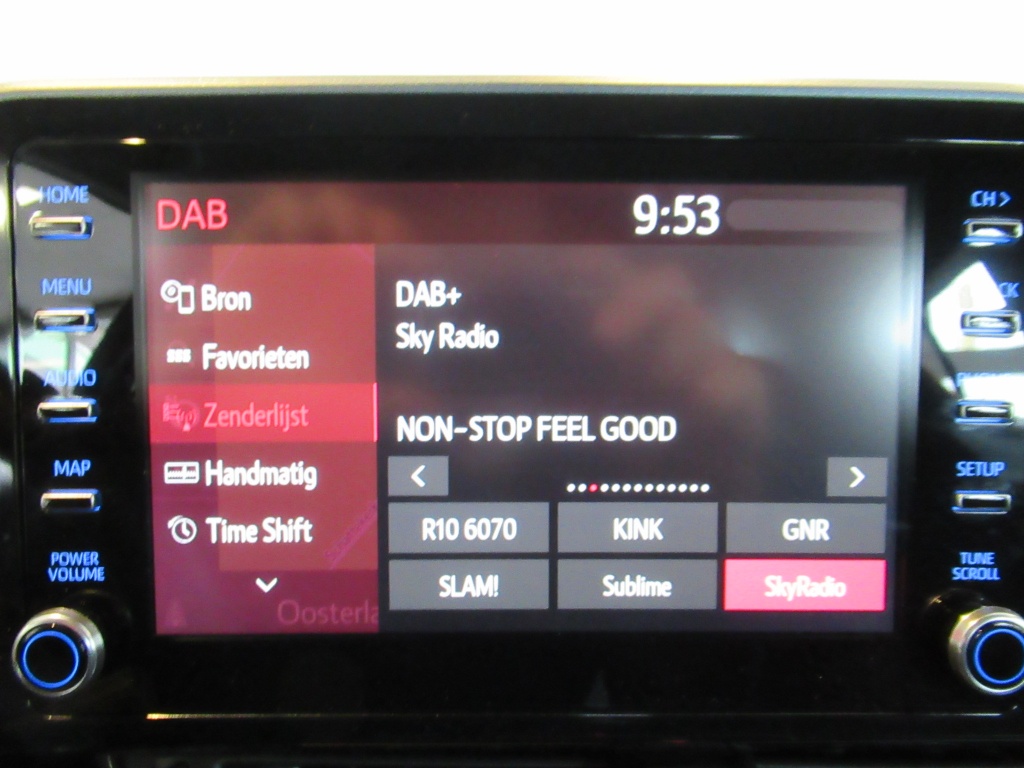 HOME
MENU
AUDIO
MAP
POWER
VOLUME
DAB
9:53
Bron
Favorieten
Zenderlijst
Handmatig
Time Shift
DAB+
Sky Radio
NON-STOP FEEL GOOD
<
>
R10 6070
KINK
GNR
SLAM!
Sublime
SkyRadio
CH >
SETUP
TUNE
SCROLL